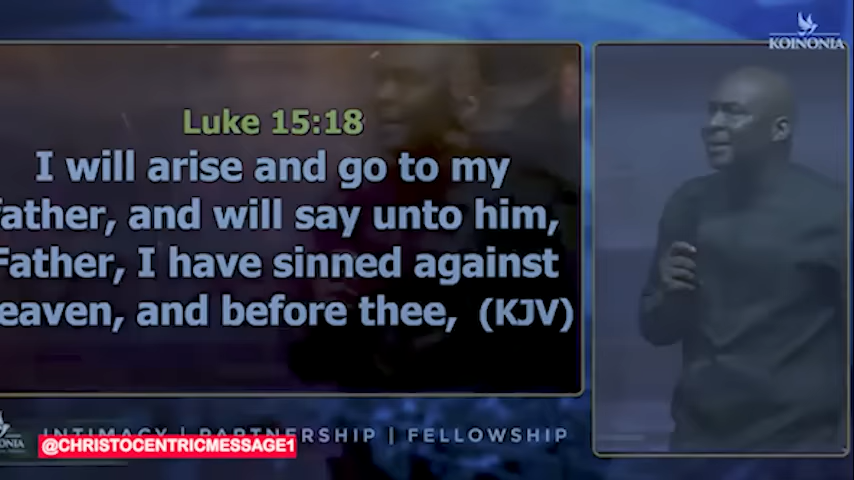 KOINONIA
Luke 15:18
I will arise and go to my
father, and will say unto him,
Father, I have sinned against
eaven, and before thee, (KJV)
INTIMACY | PARTNERSHIP | FELLOWSHIP
@CHRISTOCENTRICMESSAGE1